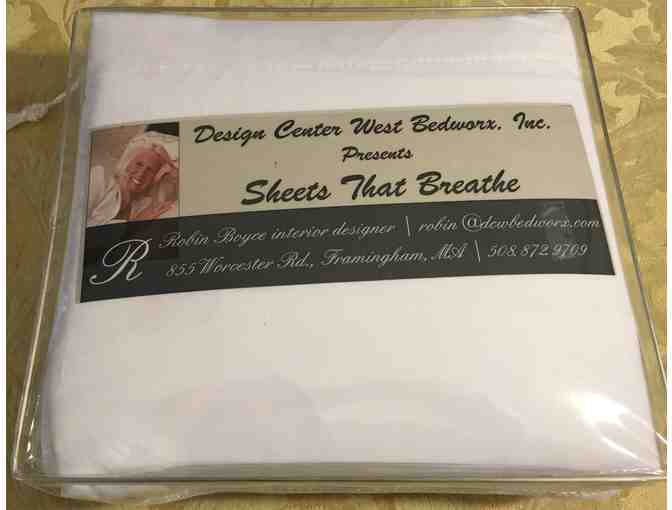 Design Center West Bedworx, Inc.
Presents
Sheets That Breathe
R
Robin Boyce interior designer | robin@dcwbedworx.com
855 Worcester Rd., Framingham, MA | 508.872.9709